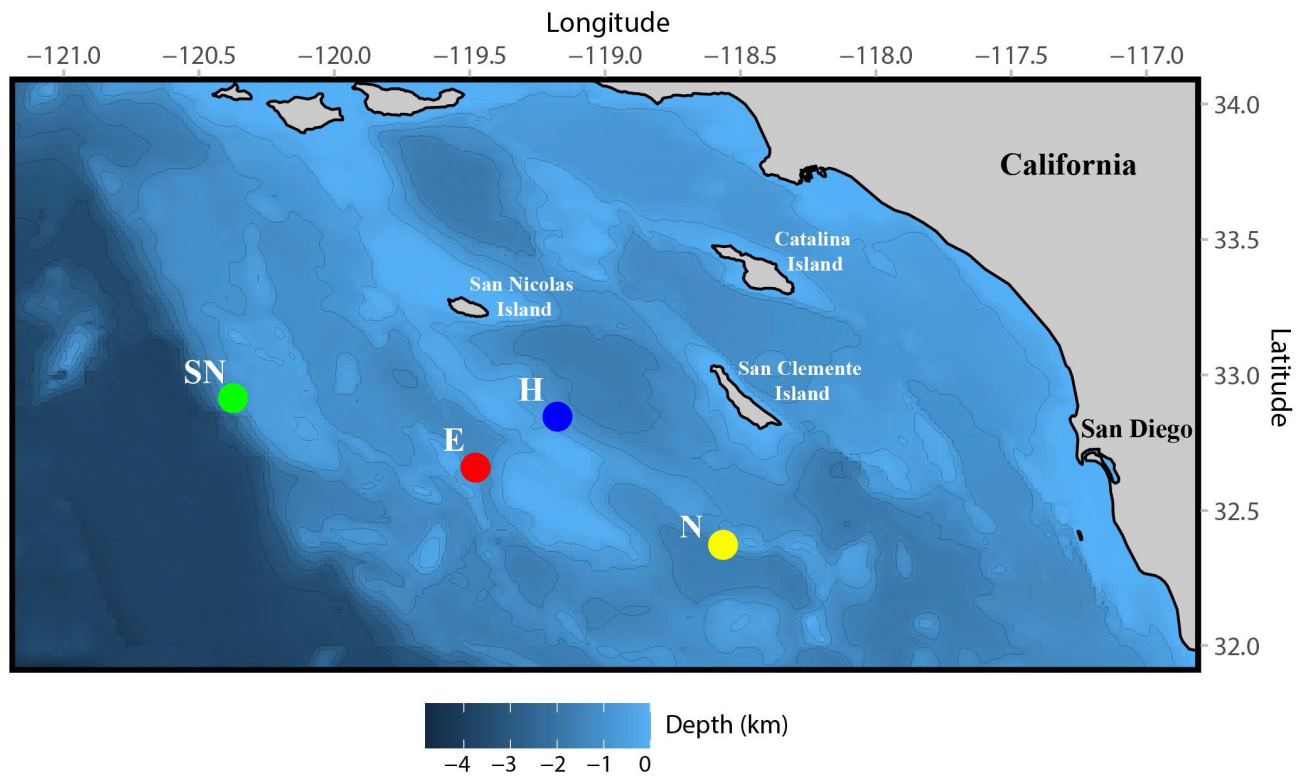 Longitude
−121.0 −120.5 −120.0 −119.5 −119.0 −118.5 −118.0 −117.5 −117.0
34.0
California
33.5
Catalina
Island
San Nicolas
Island
33.0
SN
H
San Clemente
Island
Latitude
E
San Diego
32.5
N
32.0
Depth (km)
−4 −3 −2 −1 0